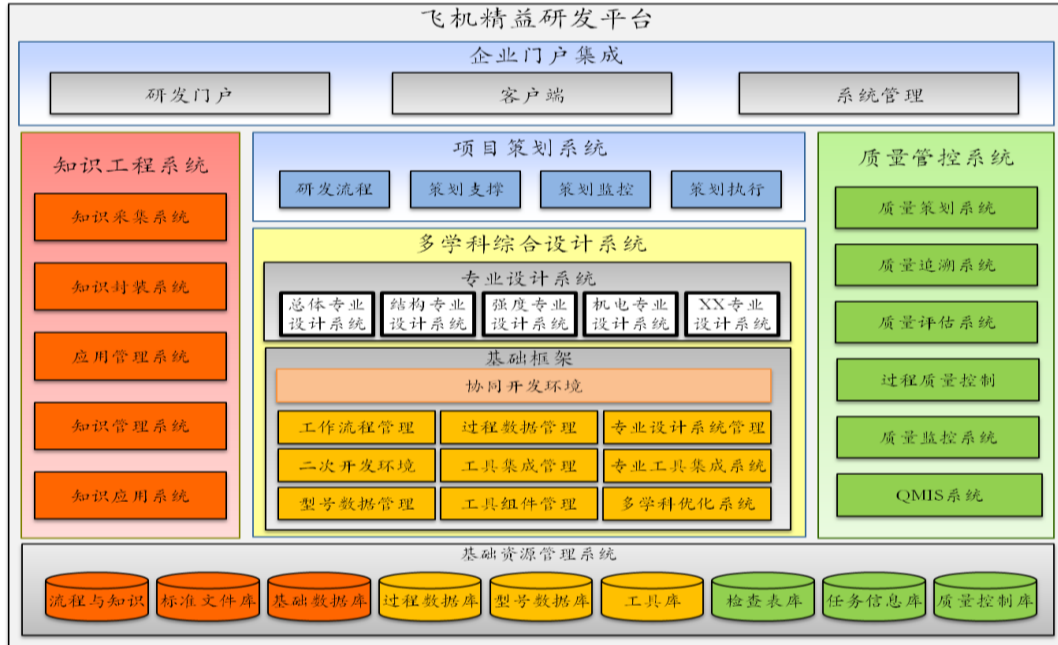 飞机精益研发平台
企业门户集成
研发门户
客户端
系统管理
知识工程系统
知识采集系统
知识封装系统
应用管理系统
知识管理系统
知识应用系统
项目策划系统
研发流程
策划支撑
策划监控
策划执行
多学科综合设计系统
专业设计系统
总体专业
设计系统
结构专业
设计系统
强度专业
设计系统
机电专业
设计系统
XX专业
设计系统
基础框架
协同开发环境
工作流程管理
过程数据管理
专业设计系统管理
二次开发环境
工具集成管理
专业工具集成系统
型号数据管理
工具组件管理
多学科优化系统
质量管控系统
质量策划系统
质量追溯系统
质量评估系统
过程质量控制
质量监控系统
QMIS系统
基础资源管理系统
流程与知识
标准文件库
基础数据库
过程数据库
型号数据库
工具库
检查表库
任务信息库
质量控制库